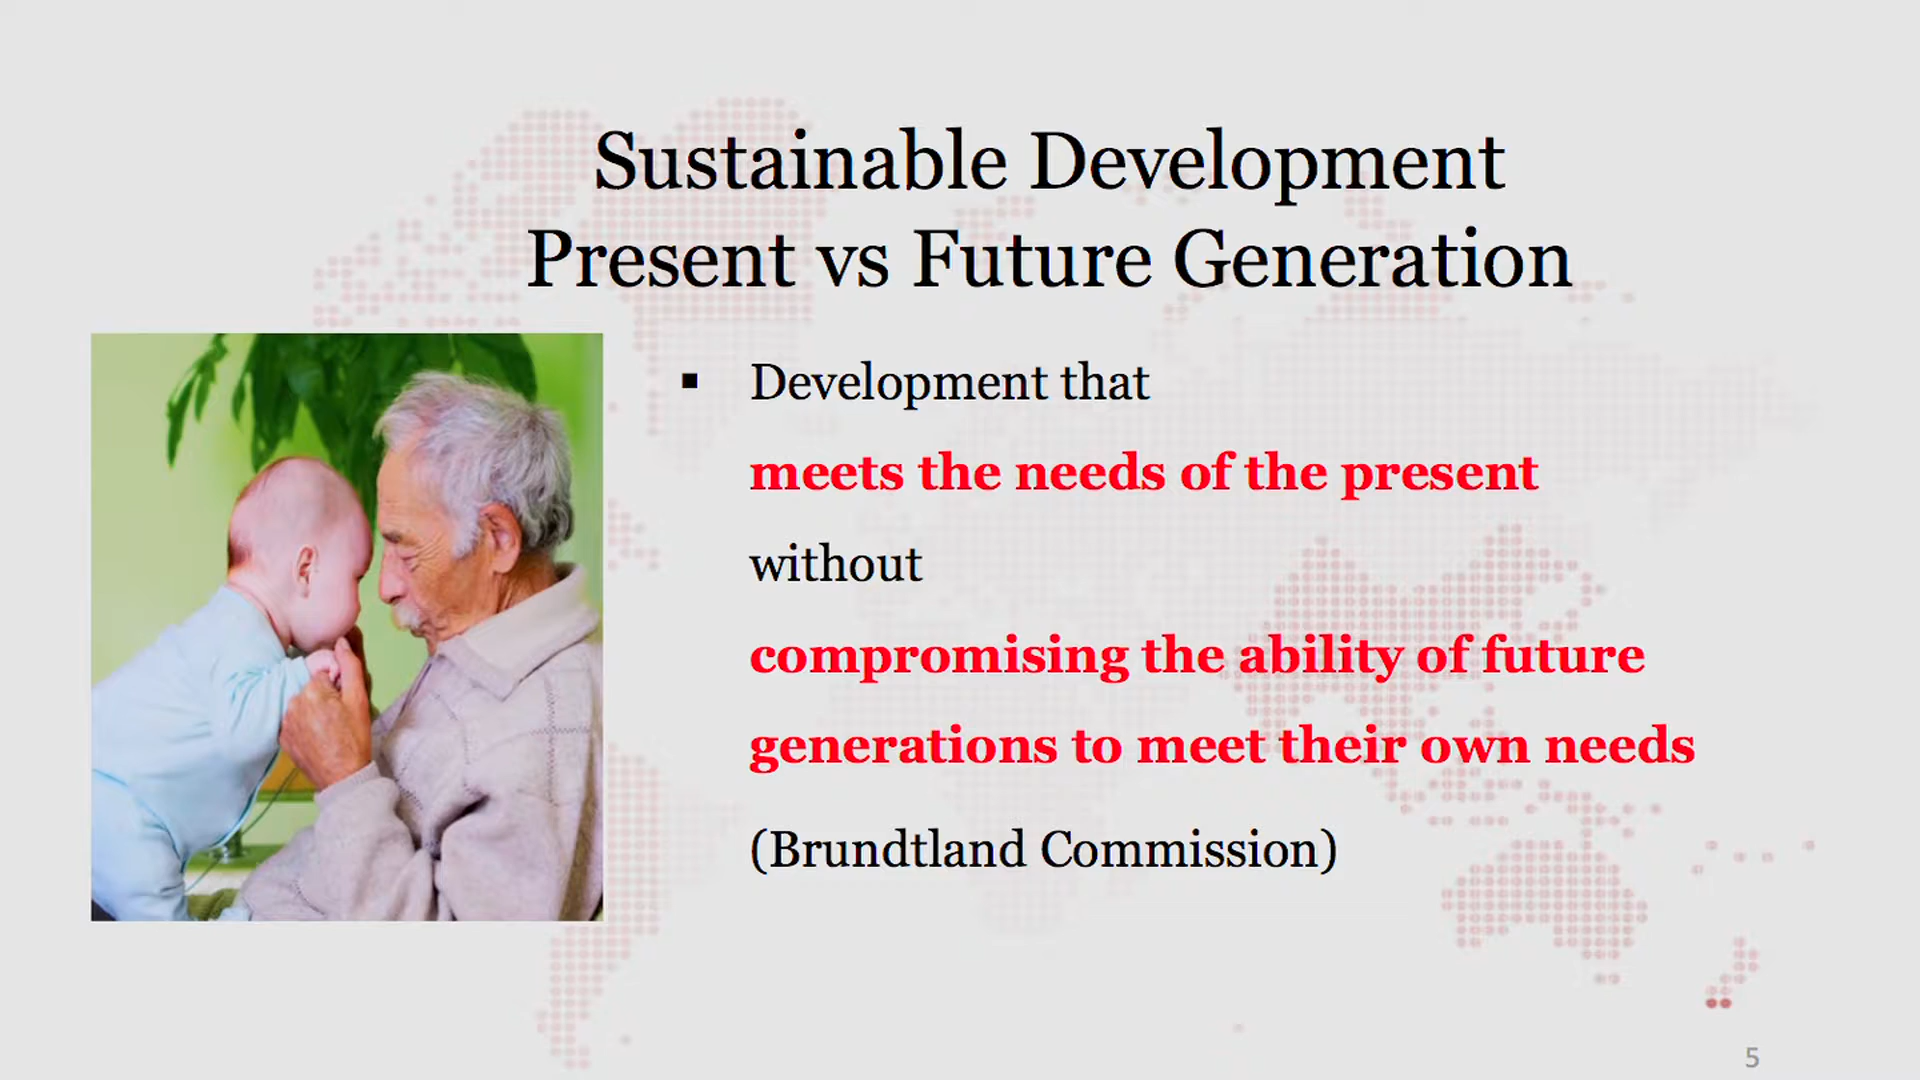 Sustainable Development
Present vs Future Generation
▪ Development that
meets the needs of the present
without
compromising the ability of future
generations to meet their own needs
(Brundtland Commission)
5